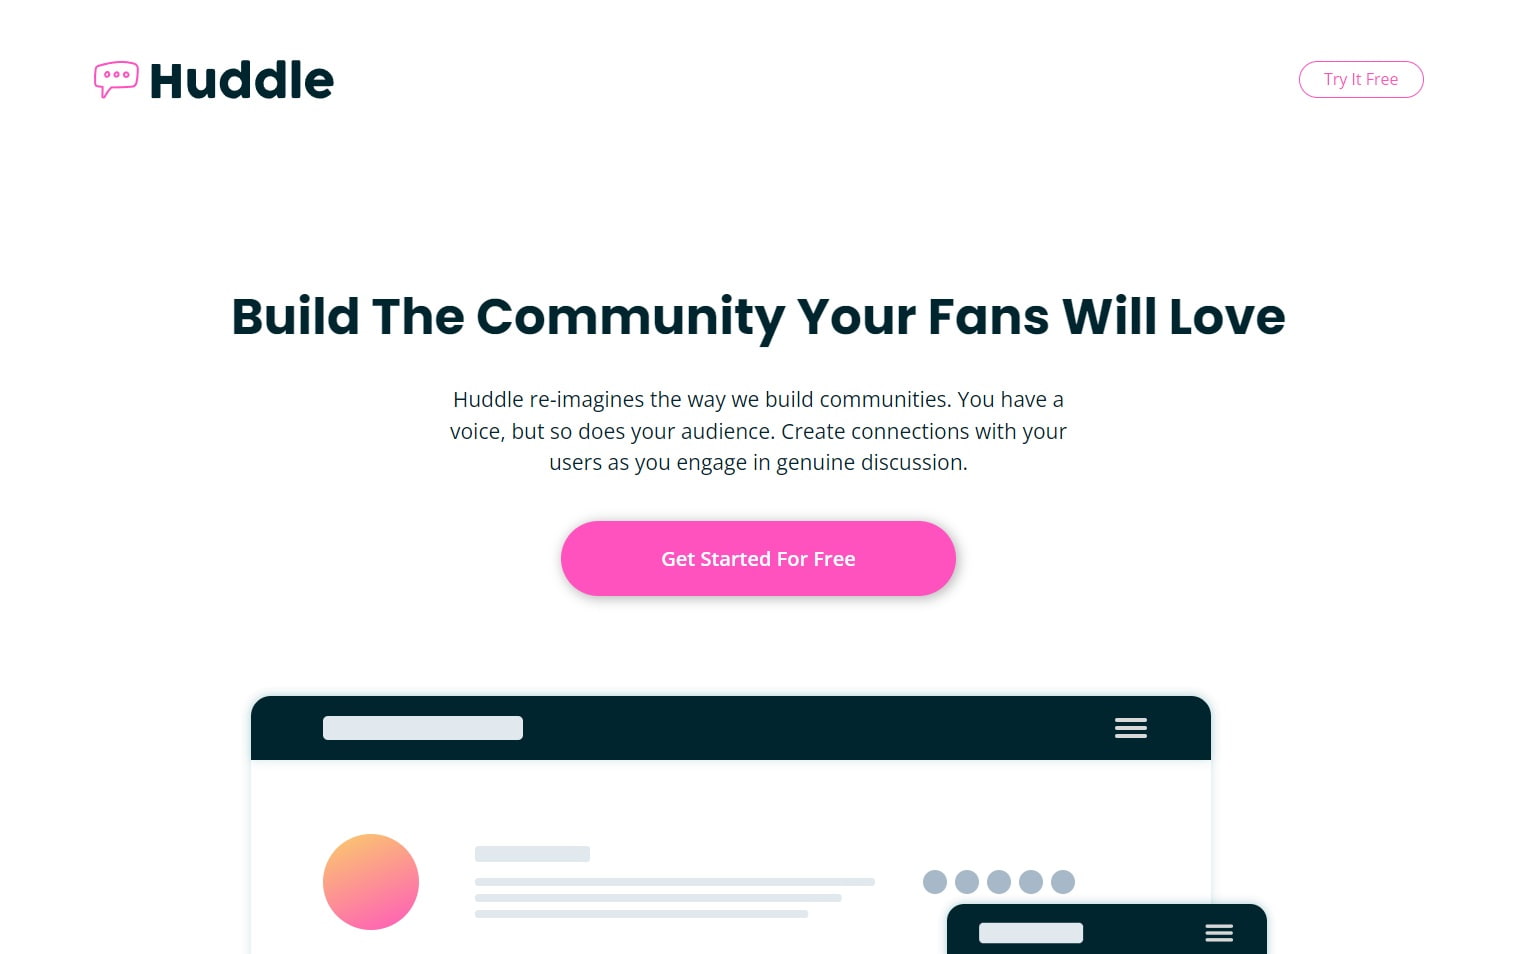 Huddle
Try It Free
Build The Community Your Fans Will Love
Huddle re-imagines the way we build communities. You have a
voice, but so does your audience. Create connections with your
users as you engage in genuine discussion.
Get Started For Free